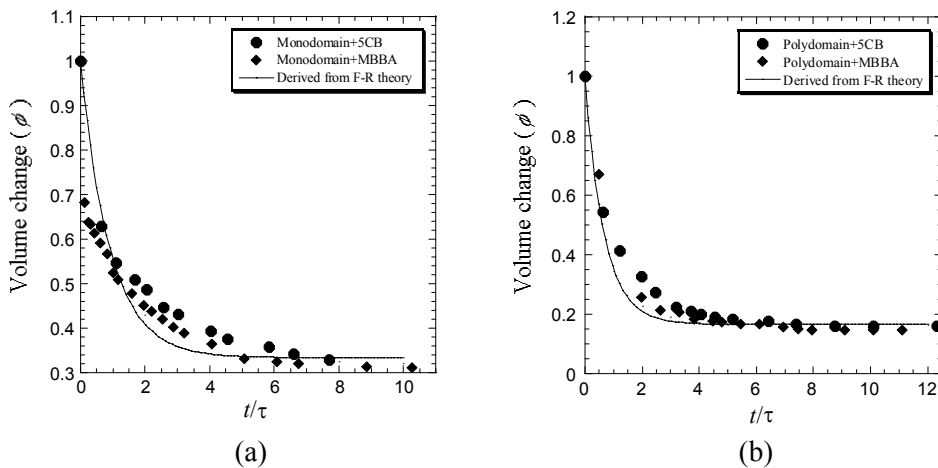 1.1
1
0.9
0.8
0.7
0.6
0.5
0.4
0.3
Volume change (ϕ)
Monodomain+5CB
Monodomain+MBBA
Derived from F-R theory
0 2 4 6 8 10
t/τ
(a)
1.2
1
0.8
0.6
0.4
0.2
0
Volume change (ϕ)
Polydomain+5CB
Polydomain+MBBA
Derived from F-R theory
0 2 4 6 8 10 12
t/τ
(b)